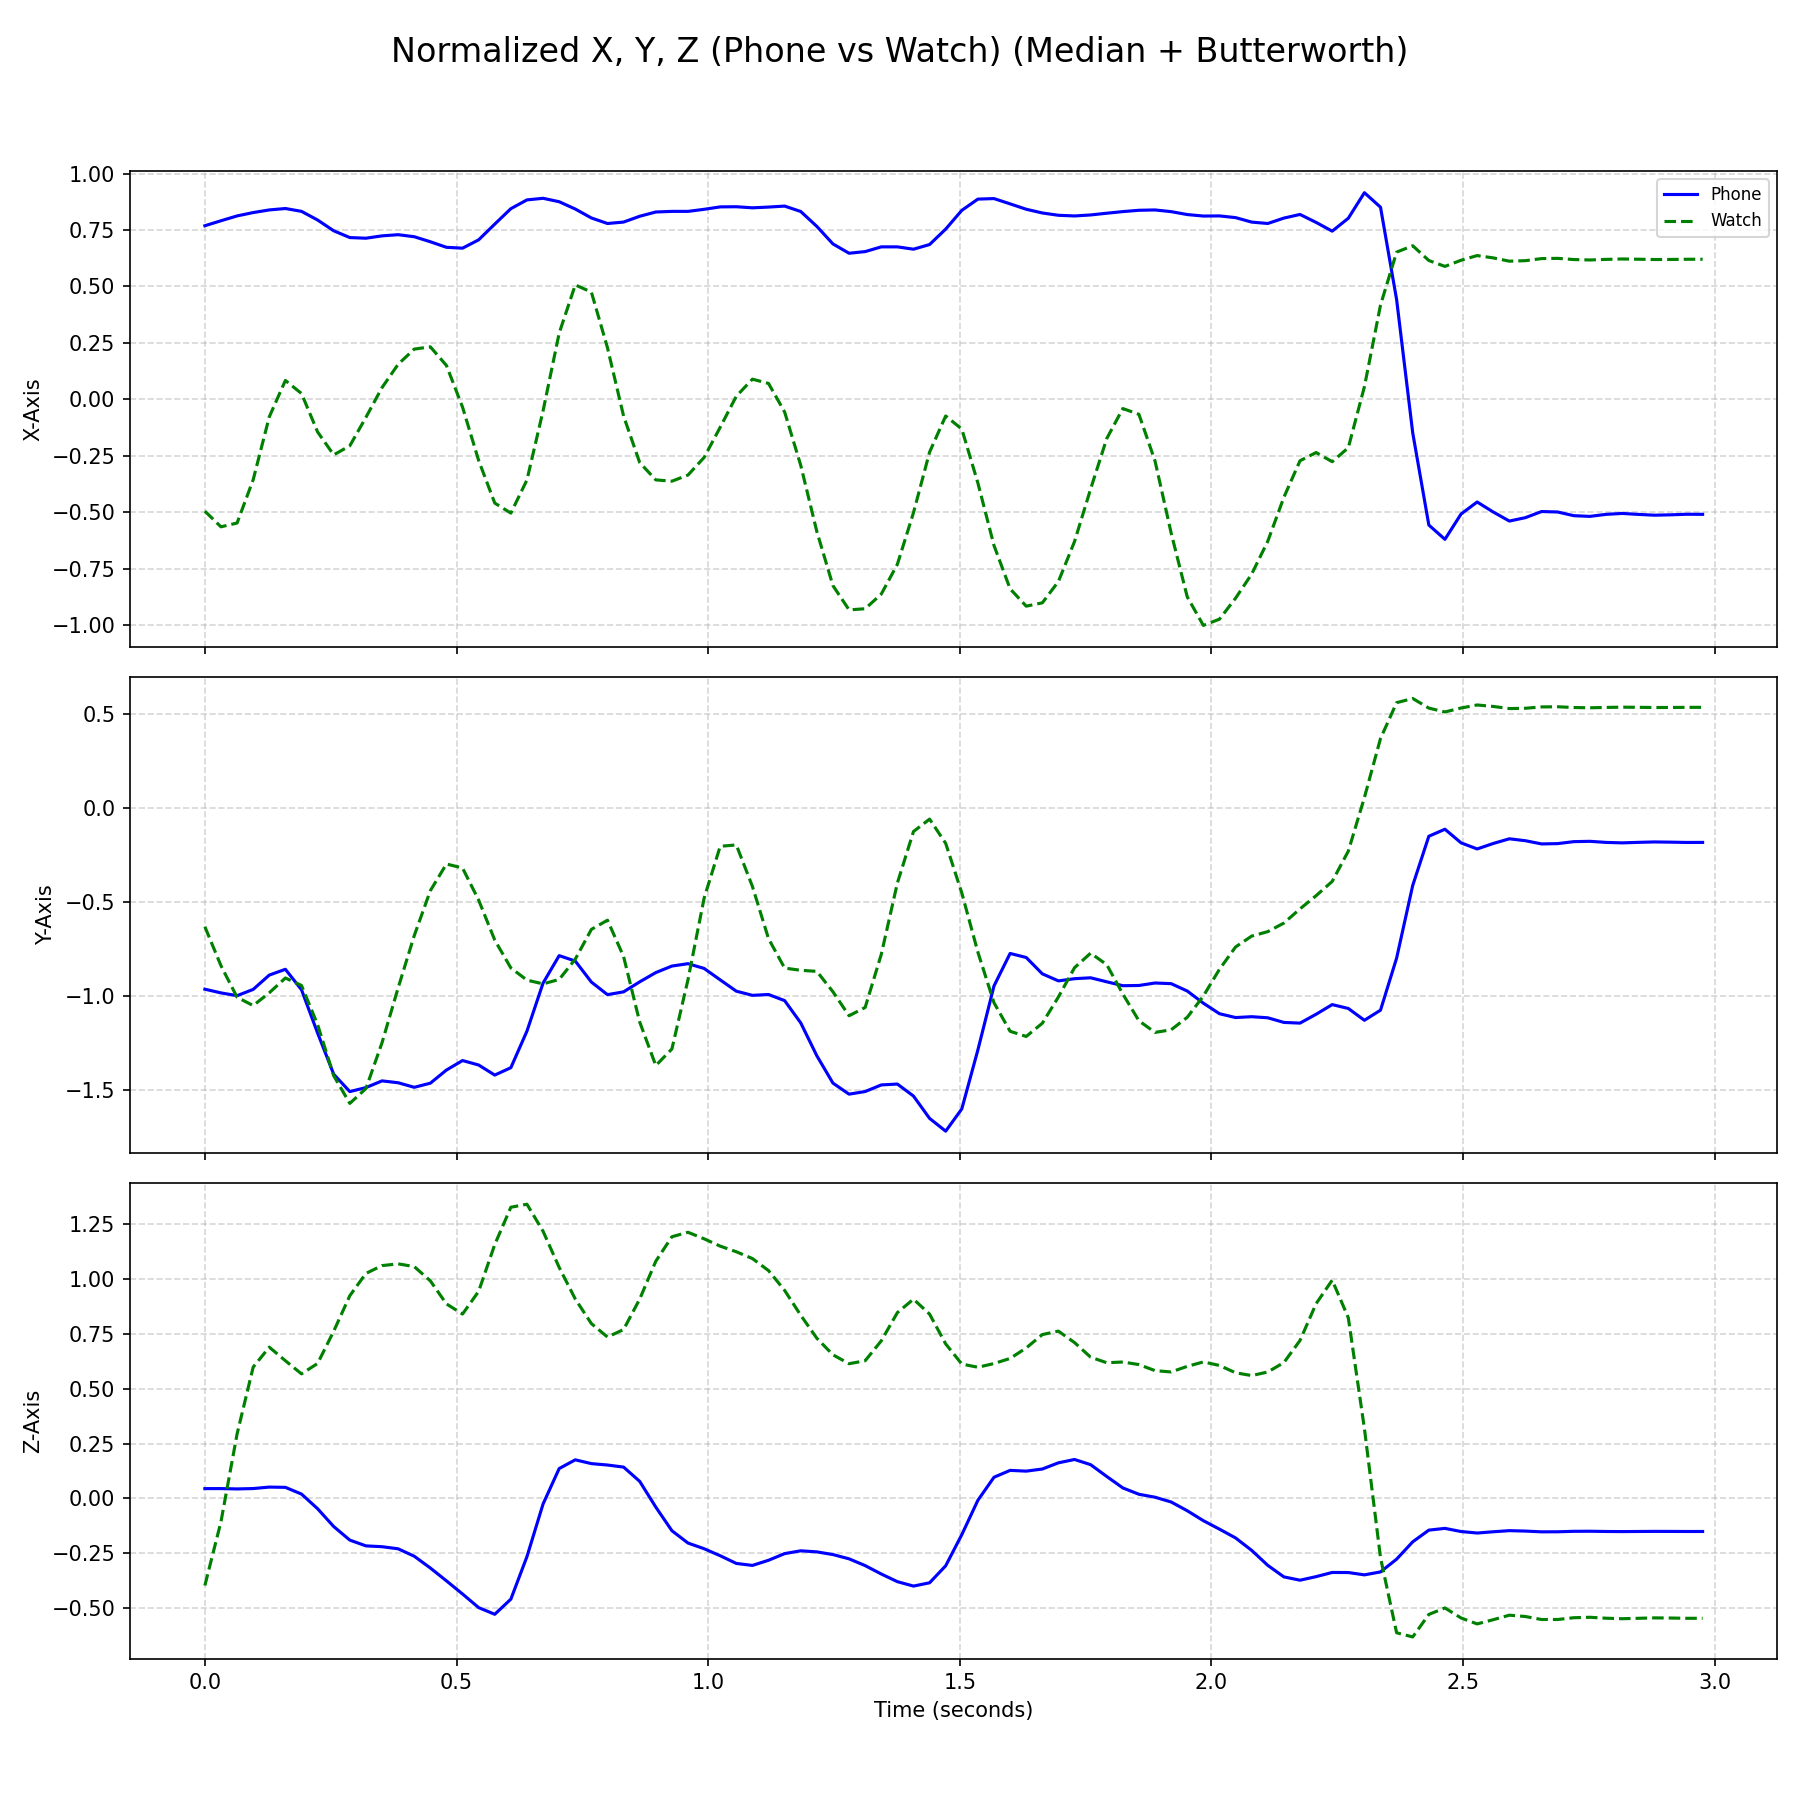 Normalized X, Y, Z (Phone vs Watch) (Median + Butterworth)
Phone
Watch
X-Axis
1.00
0.75
0.50
0.25
0.00
−0.25
−0.50
−0.75
−1.00
Y-Axis
0.5
0.0
−0.5
−1.0
−1.5
Z-Axis
1.25
1.00
0.75
0.50
0.25
0.00
−0.25
−0.50
0.0 0.5 1.0 1.5 2.0 2.5 3.0
Time (seconds)